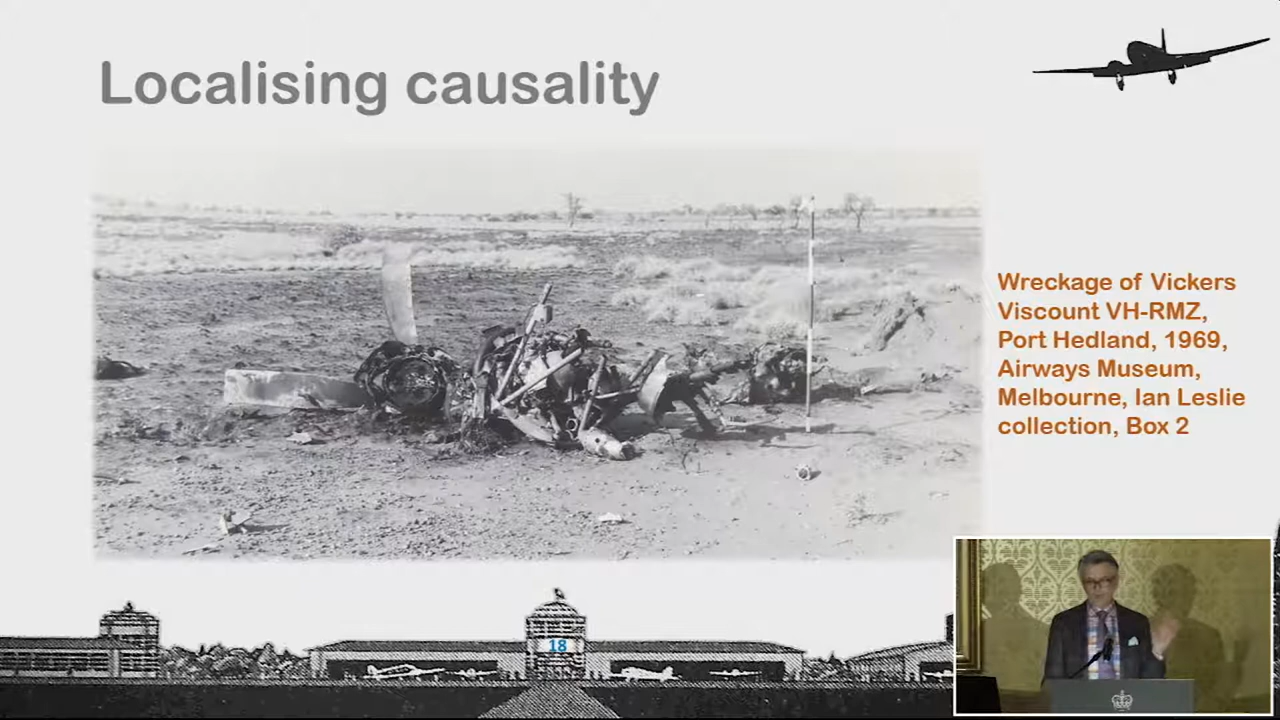 Localising causality
Wreckage of Vickers
Viscount VH-RMZ,
Port Hedland, 1969,
Airways Museum,
Melbourne, Ian Leslie
collection, Box 2
18